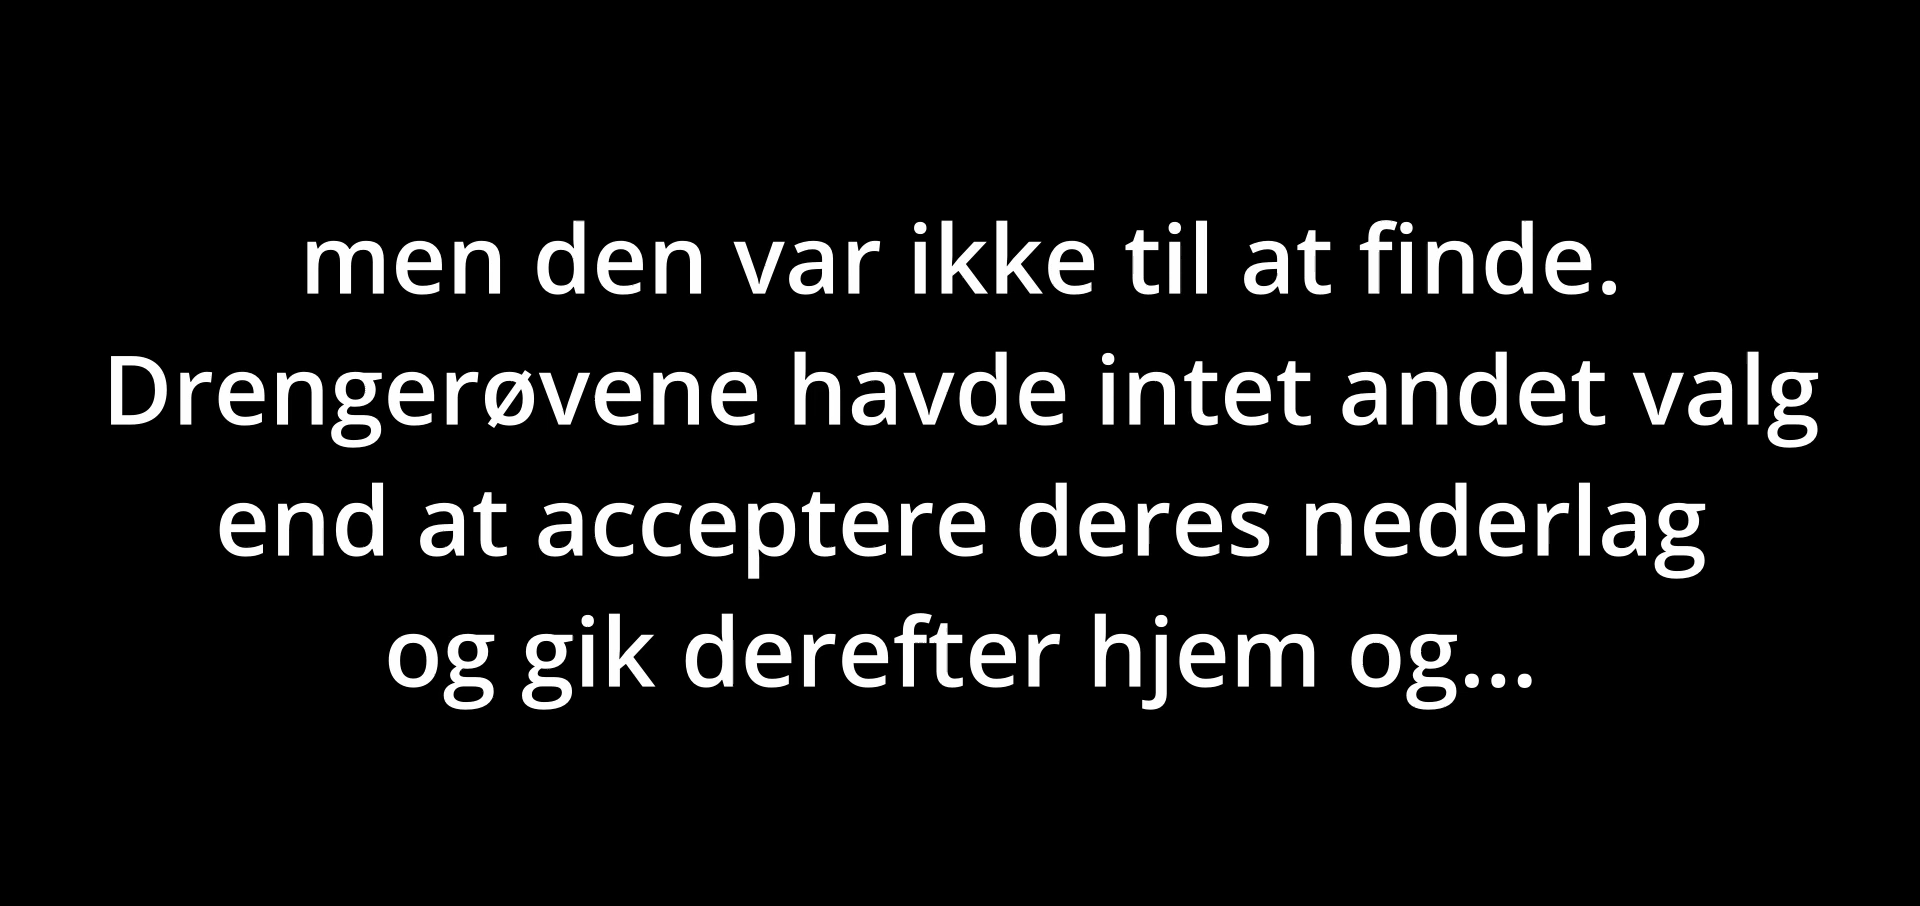 men den var ikke til at finde.
Drengerøvene havde intet andet valg
end at acceptere deres nederlag
og gik derefter hjem og...